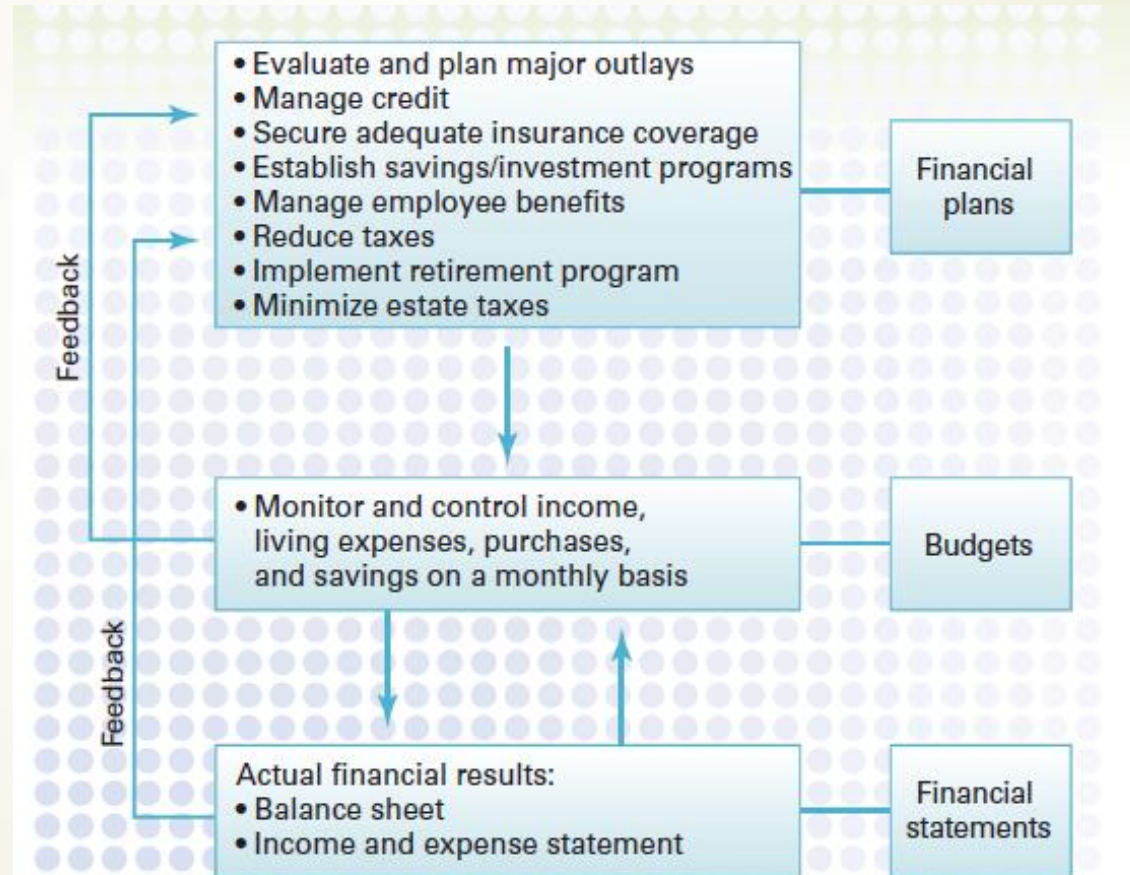 • Evaluate and plan major outlays
• Manage credit
• Secure adequate insurance coverage
• Establish savings/investment programs
• Manage employee benefits
• Reduce taxes
• Implement retirement program
• Minimize estate taxes
Financial
plans
Feedback
• Monitor and control income,
living expenses, purchases,
and savings on a monthly basis
Budgets
Feedback
Actual financial results:
• Balance sheet
• Income and expense statement
Financial
statements